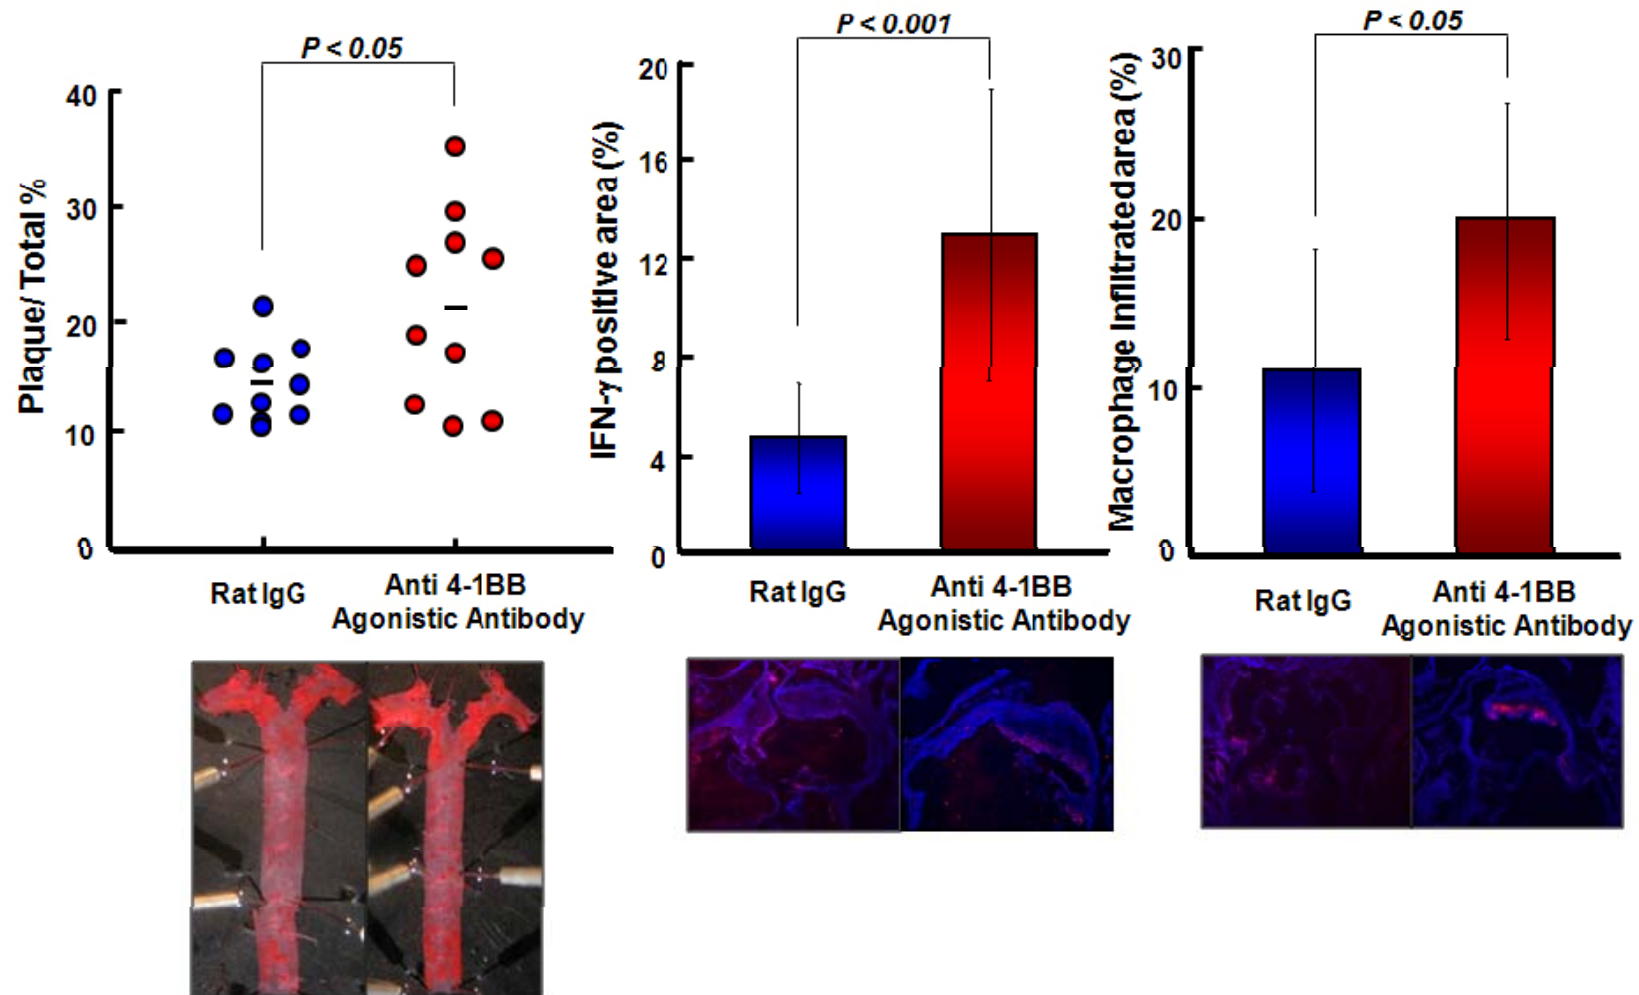 P < 0.05
40
30
20
10
0
Plaque/ Total %
Rat IgG
Anti 4-1BB
Agonistic Antibody
P < 0.001
20
16
12
8
4
0
IFN-γ positive area (%)
Rat IgG
Anti 4-1BB
Agonistic Antibody
P < 0.05
30
20
10
0
Macrophage Infiltratedarea (%)
Rat IgG
Anti 4-1BB
Agonistic Antibody